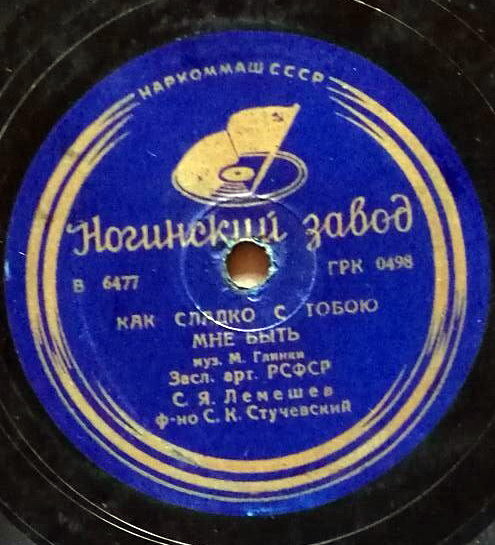 НАРКОММАШ СССР
Ногинский завод
В 6477
ГРК 0498
КАК СЛАДКО С ТОБОЮ
МНЕ БЫТЬ
муз. М. Глинки
Засл. арт. РСФСР
С. Я. Лемешев
ф-но С. К. Стучевский